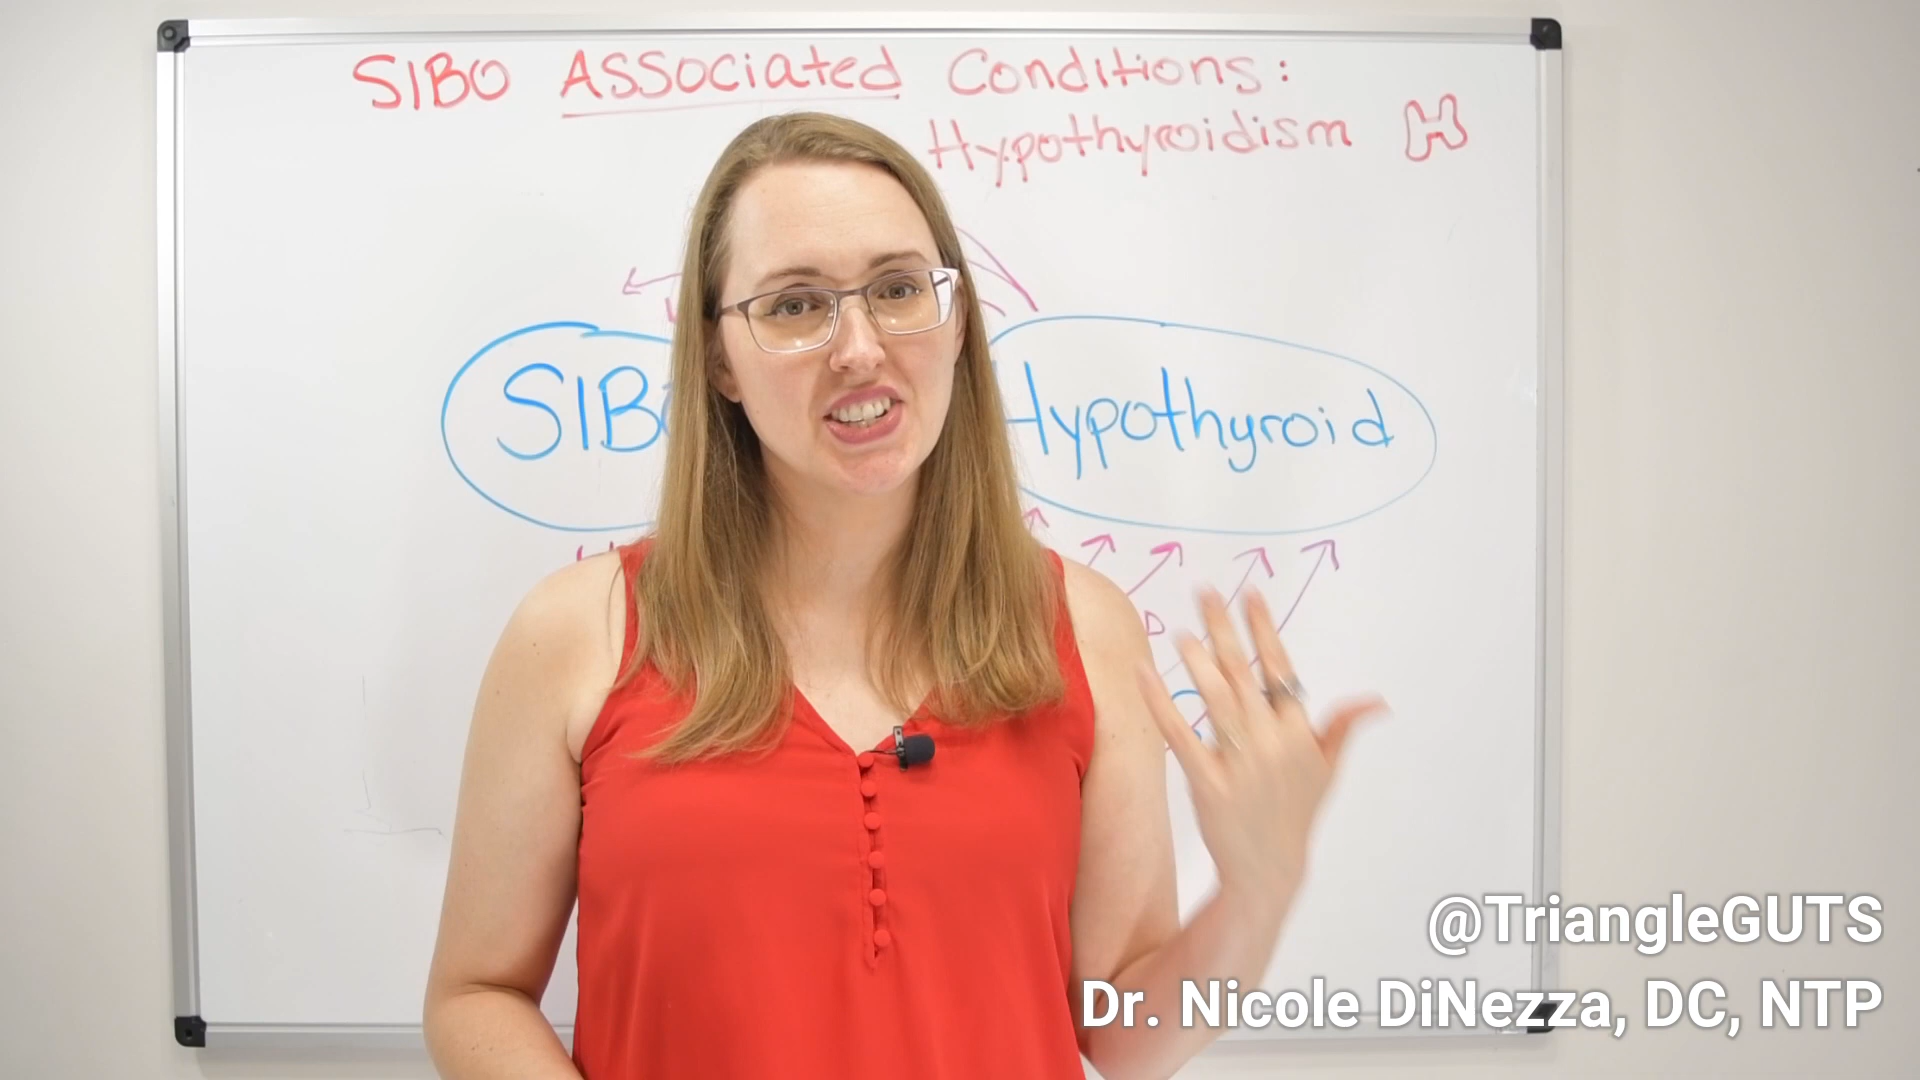 SIBO Associated Conditions:
Hypothyroidism
SIB
Hypothyroid
D
@TriangleGUTS
Dr. Nicole DiNezza, DC, NTP